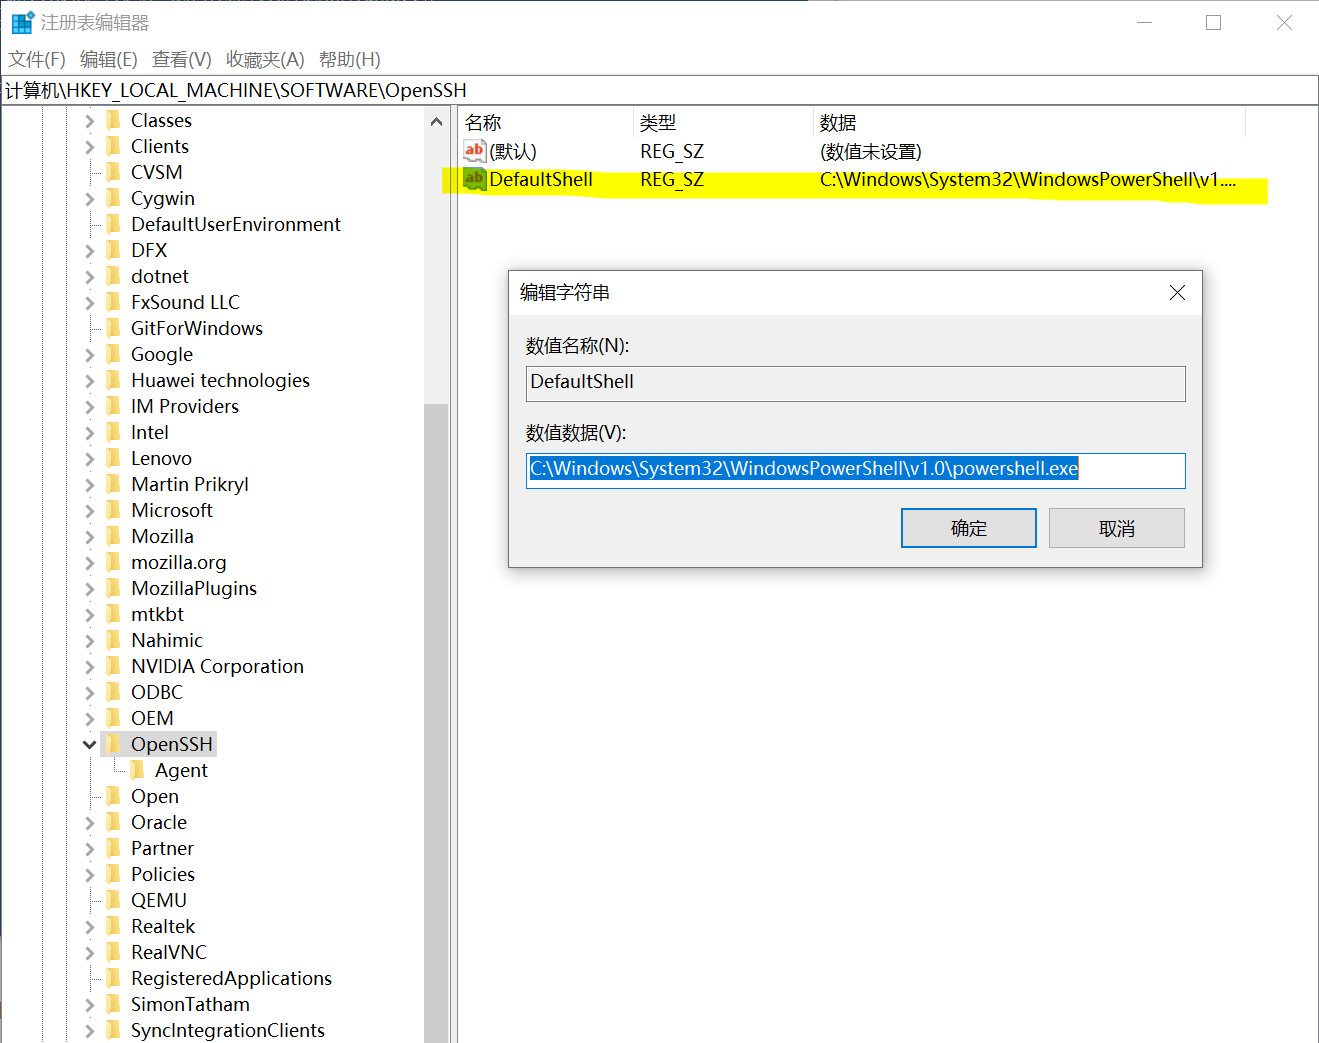 注册表编辑器
文件(F) 编辑(E) 查看(V) 收藏夹(A) 帮助(H)
计算机\HKEY_LOCAL_MACHINE\SOFTWARE\OpenSSH
Classes
Clients
CVSM
Cygwin
DefaultUserEnvironment
DFX
dotnet
FxSound LLC
GitForWindows
Google
Huawei technologies
IM Providers
Intel
Lenovo
Martin Prikryl
Microsoft
Mozilla
mozilla.org
MozillaPlugins
mtkbt
Nahimic
NVIDIA Corporation
ODBC
OEM
OpenSSH
Agent
Open
Oracle
Partner
Policies
QEMU
Realtek
RealVNC
RegisteredApplications
SimonTatham
SyncIntegrationClients
名称 类型 数据
ab (默认) REG_SZ (数值未设置)
ab DefaultShell REG_SZ C:\Windows\System32\WindowsPowerShell\v1....
编辑字符串
数值名称(N):
DefaultShell
数值数据(V):
C:\Windows\System32\WindowsPowerShell\v1.0\powershell.exe
确定 取消